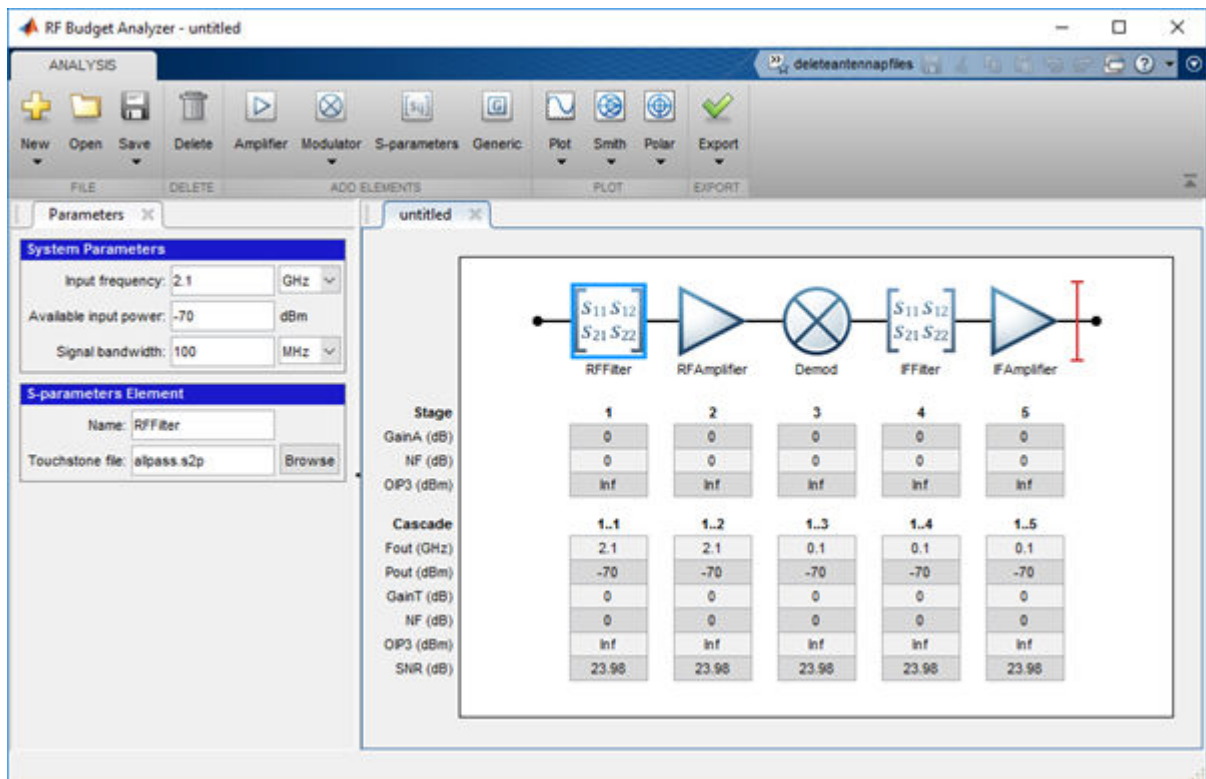 RF Budget Analyzer - untitled
ANALYSIS
deleteantennapfiles
New Open Save Delete Amplifier Modulator S-parameters Generic Plot Smith Polar Export
FILE DELETE ADD ELEMENTS PLOT EXPORT
Parameters
untitled
System Parameters
Input frequency: 2.1 GHz
Available input power: -70 dBm
Signal bandwidth: 100 MHz
S-parameters Element
Name: RFFilter
Touchstone file: allpass.s2p Browse
S11 S12 S11 S12
S21 S22 S21 S22
RFFilter RFAmplifier Demod IFFilter IFAmplifier
Stage 1 2 3 4 5
GainA (dB) 0 0 0 0 0
NF (dB) 0 0 0 0 0
OIP3 (dBm) Inf Inf Inf Inf Inf
Cascade 1..1 1..2 1..3 1..4 1..5
Fout (GHz) 2.1 2.1 0.1 0.1 0.1
Pout (dBm) -70 -70 -70 -70 -70
GainT (dB) 0 0 0 0 0
NF (dB) 0 0 0 0 0
OIP3 (dBm) Inf Inf Inf Inf Inf
SNR (dB) 23.98 23.98 23.98 23.98 23.98